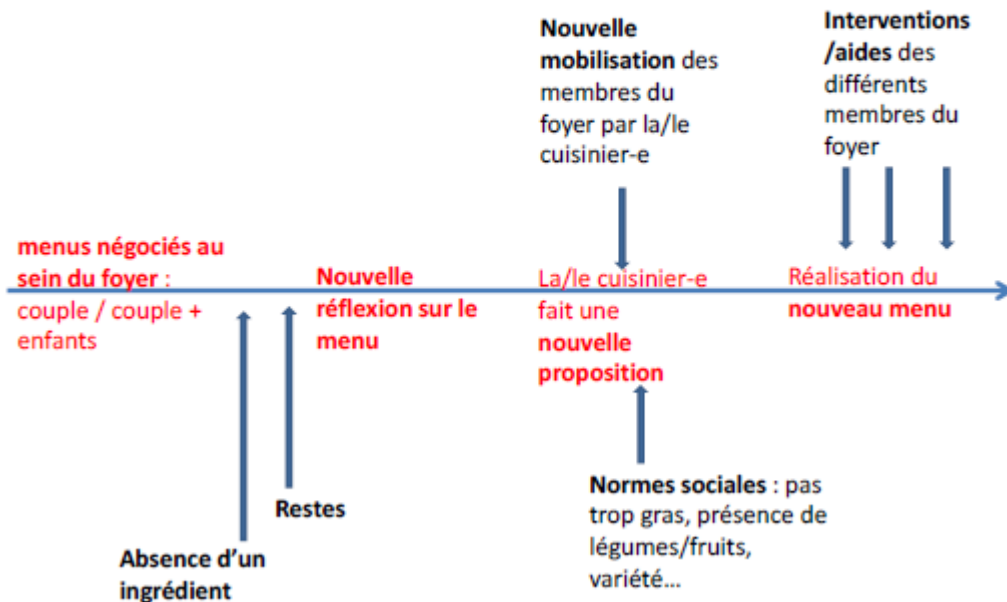 Nouvelle
mobilisation des
membres du
foyer par la/le
cuisinier-e
Interventions
/aides des
différents
membres du
foyer
menus négociés au
sein du foyer :
couple / couple +
enfants
Nouvelle
réflexion sur le
menu
La/le cuisinier-e
fait une
nouvelle
proposition
Réalisation du
nouveau menu
Restes
Absence d’un
ingrédient
Normes sociales : pas
trop gras, présence de
légumes/fruits,
variété…